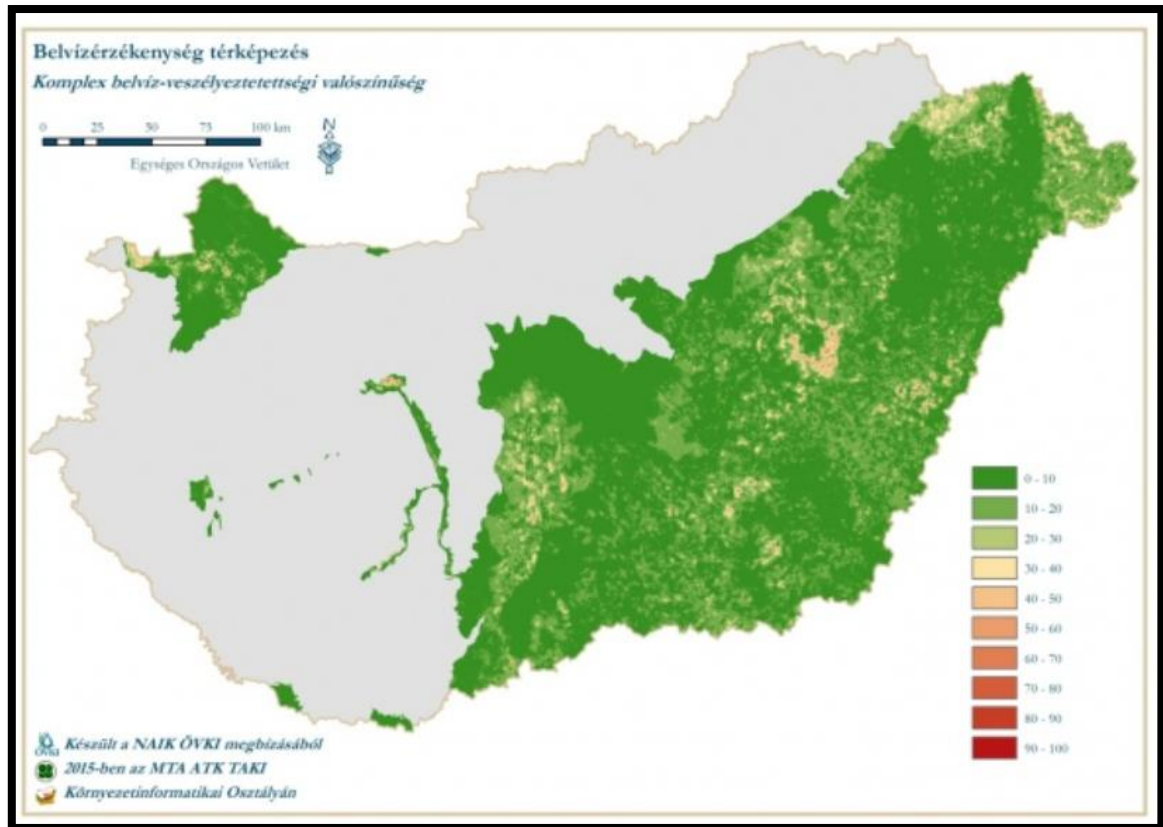 Belvízérzékenység térképezés
Komplex belvíz-veszélyeztetettségi valószínűség
0 25 50 75 100 km
N
Egységes Országos Vetület
0 - 10
10 - 20
20 - 30
30 - 40
40 - 50
50 - 60
60 - 70
70 - 80
80 - 90
90 - 100
ÖVKI
Készült a NAIK ÖVKI megbízásából
2015-ben az MTA ATK TAKI
Környezetinformatikai Osztályán